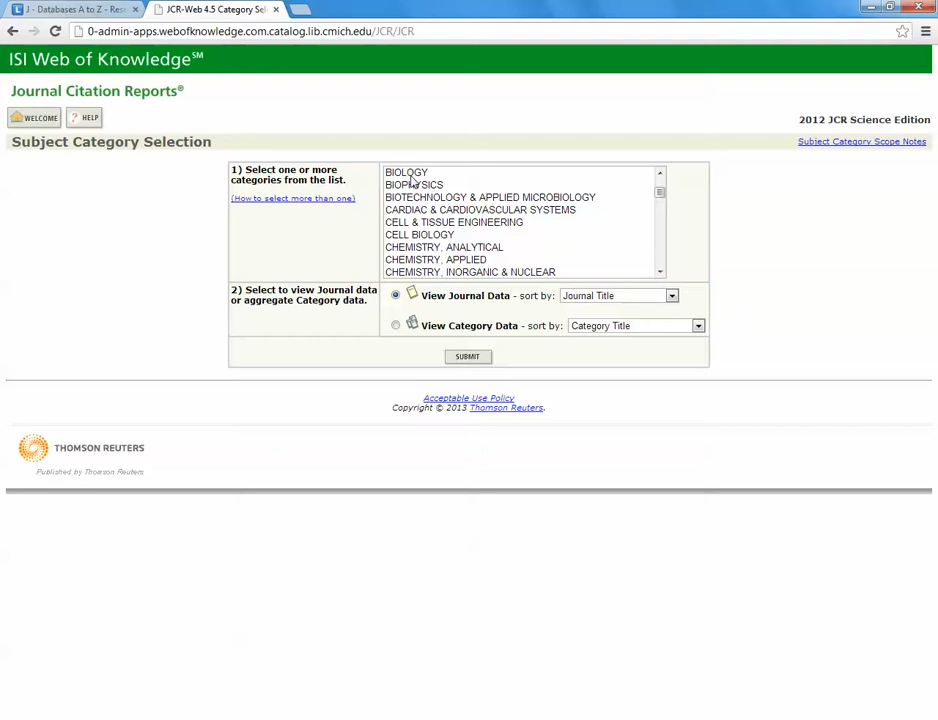 J - Databases A to Z - Res
JCR-Web 4.5 Category Sel
0-admin-apps.webofknowledge.com.catalog.lib.cmich.edu/JCR/JCR
ISI Web of Knowledge℠
Journal Citation Reports®
WELCOME
? HELP
2012 JCR Science Edition
Subject Category Selection
Subject Category Scope Notes
1) Select one or more
categories from the list.
(How to select more than one)
BIOLOGY
BIOPHYSICS
BIOTECHNOLOGY & APPLIED MICROBIOLOGY
CARDIAC & CARDIOVASCULAR SYSTEMS
CELL & TISSUE ENGINEERING
CELL BIOLOGY
CHEMISTRY, ANALYTICAL
CHEMISTRY, APPLIED
CHEMISTRY, INORGANIC & NUCLEAR
2) Select to view Journal data
or aggregate Category data.
View Journal Data - sort by: Journal Title
View Category Data - sort by: Category Title
SUBMIT
Acceptable Use Policy
Copyright © 2013 Thomson Reuters.
THOMSON REUTERS
Published by Thomson Reuters